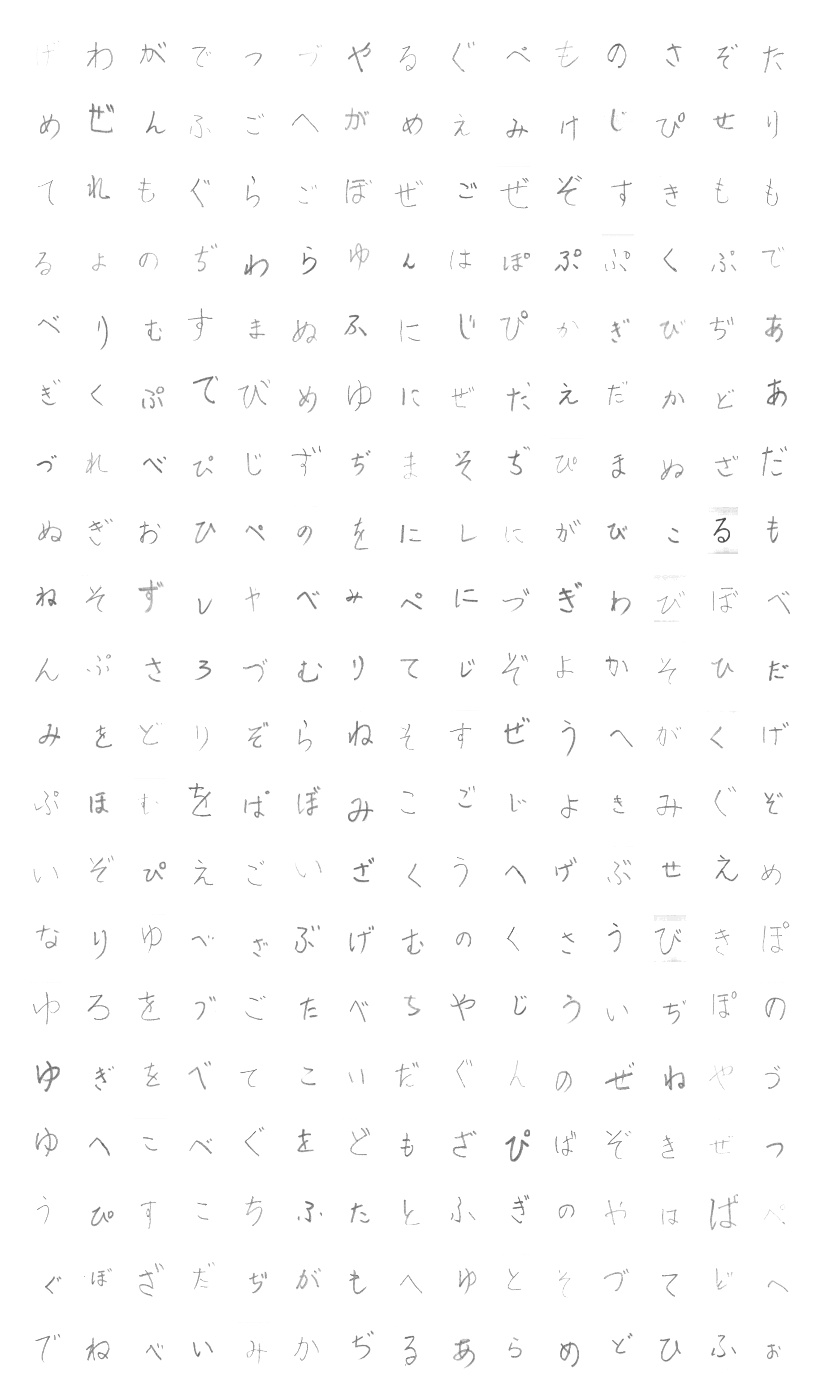 げわがでっづやるぐぺものさぞた
めぜんふごへがめえみけじぴせり
てれもぐらごぼぜごぜぞすきもも
るよのぢわらゆんはぽぷぷくぷで
べりむすまぬふにじぴかぎびぢあ
ぎくぷでびめゆにぜだえだかどあ
づれべぴじずぢまそぢぴまぬざだ
ぬぎおひぺのをにしにがびこるも
ねそずしやべみぺにづぎわびぼべ
んぷさろづむりてじぞよかそひだ
みをどりぞらねそすぜうへがくげ
ぷほむをぱぼみこごじよきみぐぞ
いぞぴえごいざくうへげぶせえめ
なりゆべざぶげむのくさうびきぽ
ゆろをづごたべちやじういぢぽの
ゆぎをべてこいだぐんのぜねやづ
ゆへこべぐをどもざぴばぞきぜつ
うぴすこちふたとふぎのやはぱぺ
ぐぼざだぢがもへゆとそづてどへ
でねべいみかぢるあらめどひふお